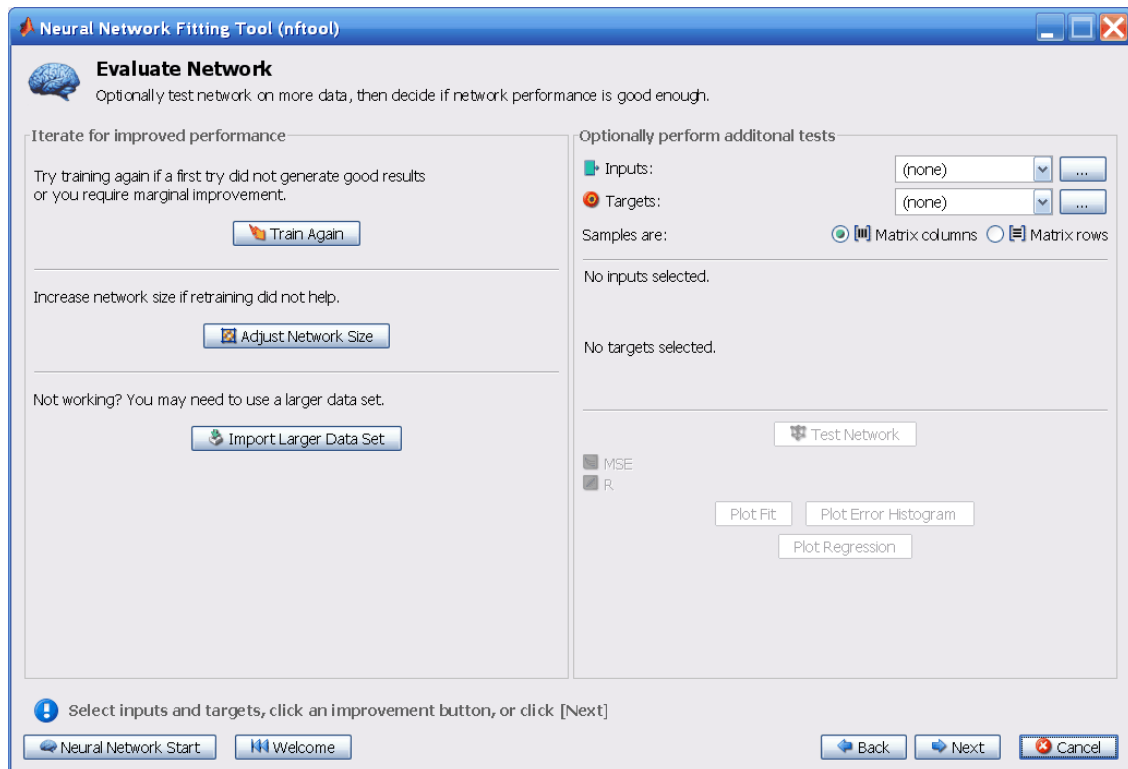 Neural Network Fitting Tool (nftool)
Evaluate Network
Optionally test network on more data, then decide if network performance is good enough.
Iterate for improved performance
Try training again if a first try did not generate good results
or you require marginal improvement.
Train Again
Increase network size if retraining did not help.
Adjust Network Size
Not working? You may need to use a larger data set.
Import Larger Data Set
Optionally perform additonal tests
Inputs: (none) ...
Targets: (none) ...
Samples are: Matrix columns Matrix rows
No inputs selected.
No targets selected.
Test Network
MSE
R
Plot Fit Plot Error Histogram
Plot Regression
Select inputs and targets, click an improvement button, or click [Next]
Neural Network Start Welcome Back Next Cancel